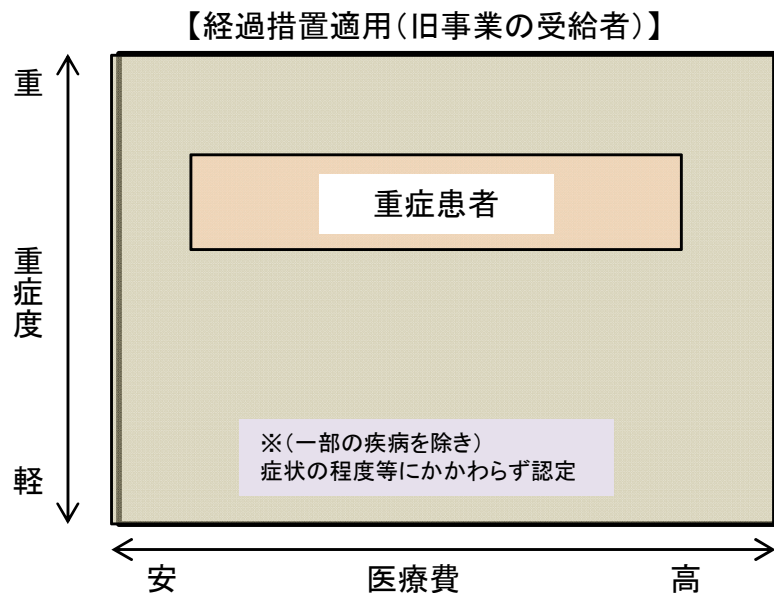 【経過措置適用(旧事業の受給者)】
重
重症患者
重症度
※(一部の疾病を除き)
症状の程度等にかかわらず認定
軽
安 医療費 高